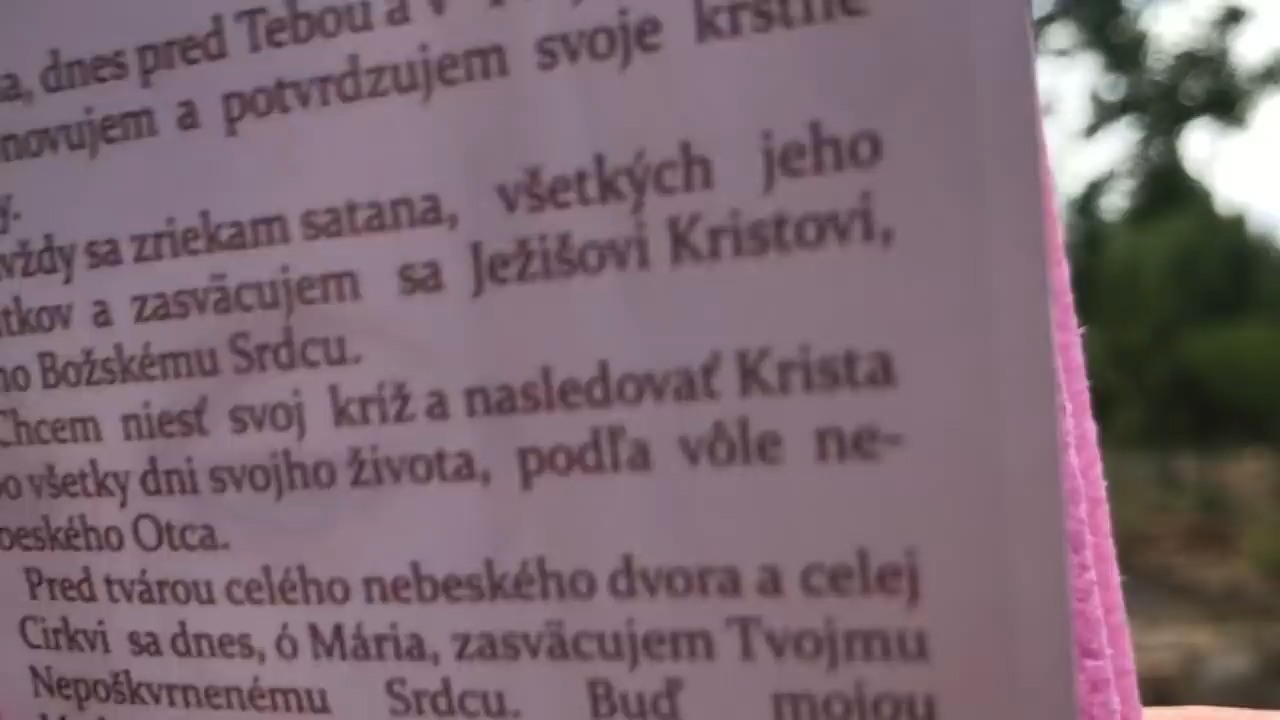 a, dnes pred Tebou a v
novujem a potvrdzujem svoje krstné
ý.
vždy sa zriekam satana, všetkých jeho
tkov a zasväcujem sa Ježišovi Kristovi,
ho Božskému Srdcu.
Chcem niesť svoj kríž a nasledovať Krista
po všetky dni svojho života, podľa vôle ne-
beského Otca.
Pred tvárou celého nebeského dvora a celej
Cirkvi sa dnes, ó Mária, zasväcujem Tvojmu
Nepoškvrnenému Srdcu. Buď mojou